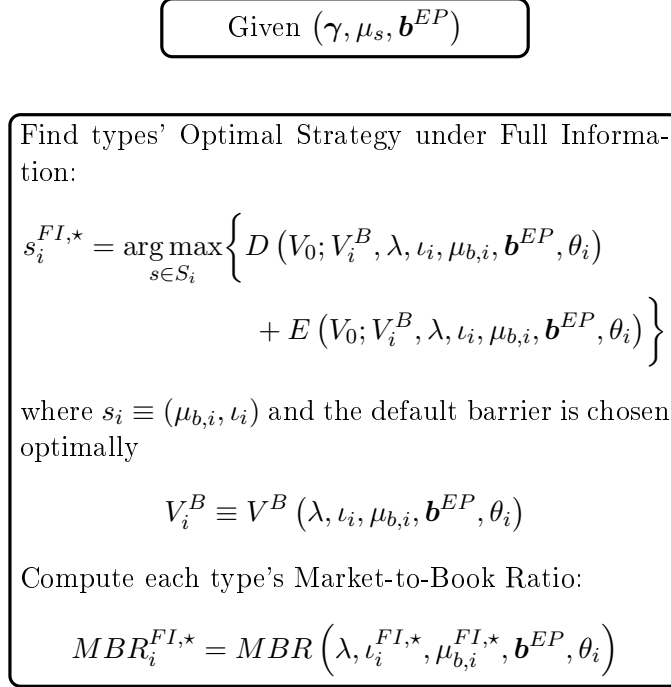 Given (γ, μ_s, b^{EP})
Find types' Optimal Strategy under Full Informa-
tion:
s_i^{FI,⋆} = arg max_{s∈S_i} { D (V_0; V_i^B, λ, ι_i, μ_{b,i}, b^{EP}, θ_i)
+ E (V_0; V_i^B, λ, ι_i, μ_{b,i}, b^{EP}, θ_i) }
where s_i ≡ (μ_{b,i}, ι_i) and the default barrier is chosen
optimally
V_i^B ≡ V^B (λ, ι_i, μ_{b,i}, b^{EP}, θ_i)
Compute each type's Market-to-Book Ratio:
MBR_i^{FI,⋆} = MBR (λ, ι_i^{FI,⋆}, μ_{b,i}^{FI,⋆}, b^{EP}, θ_i)